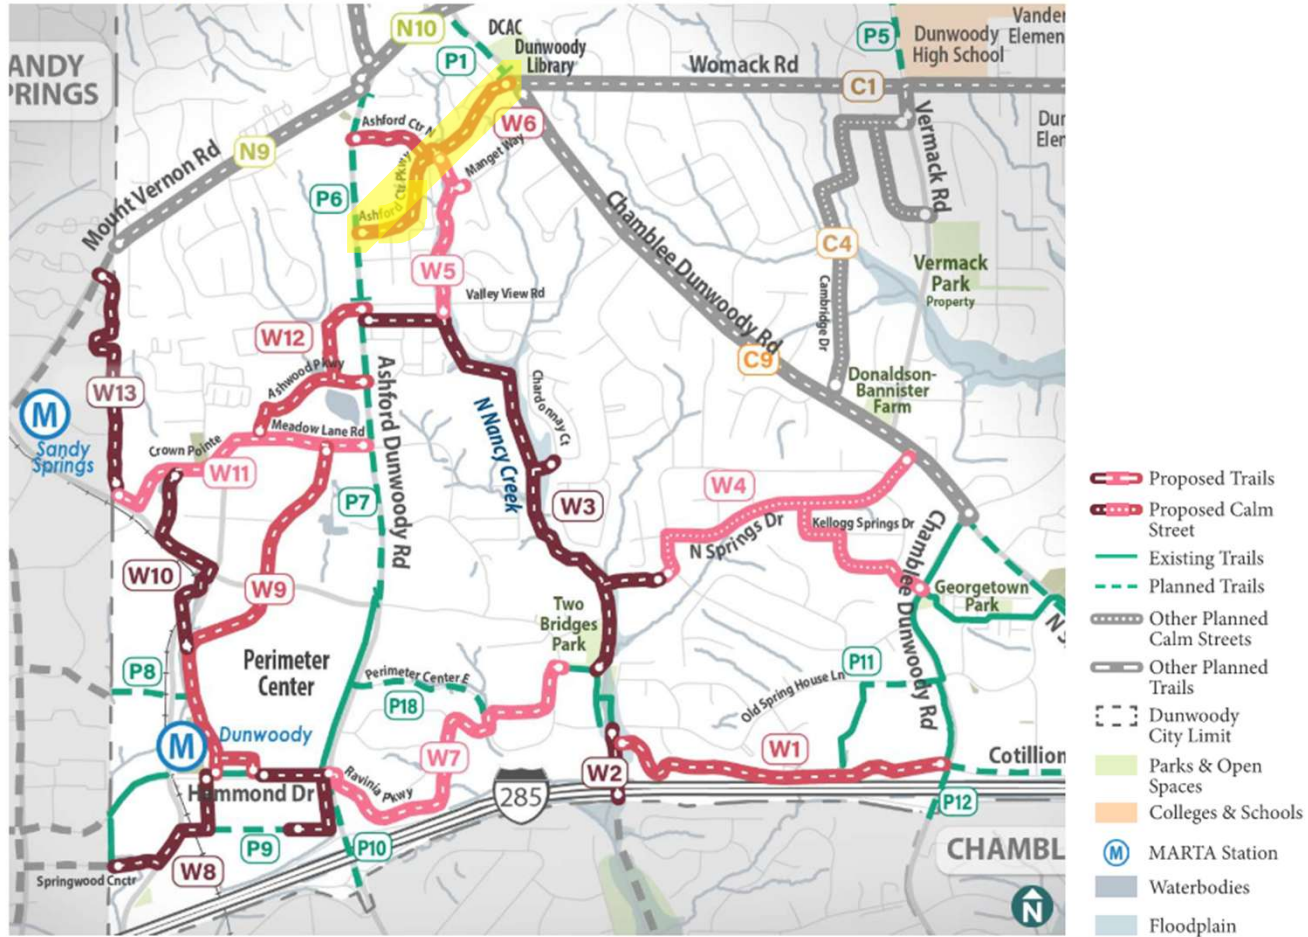 N10
DCAC
Dunwoody
Library
P1
P5
Dunwoody
High School
Vander
Elemen
ANDY
PRINGS
Womack Rd
C1
Ashford Ctr N
W6
Dur
Elen
N9
Mount Vernon Rd
Manget Way
Vermack Rd
P6
Ashford Ctr Pkwy
Ashford
Chamblee Dunwoody Rd
C4
W5
Vermack
Park
Property
Valley View Rd
Cambridge Dr
W12
C9
Ashwood Pkwy
Ashford Dunwoody Rd
W13
Chardonnay Ct
Donaldson-
Bannister
Farm
M
Sandy
Springs
Meadow Lane Rd
N Nancy Creek
Crown Pointe
W11
W4
P7
W3
N Springs Dr
Kellogg Springs Dr
Chamblee Dunwoody Rd
W10
W9
Georgetown
Park
Two
Bridges
Park
N S
Perimeter
Center
P8
Perimeter Center E
P18
P11
Old Spring House Ln
M
Dunwoody
W7
W1
Cotillion
W2
Hammond Dr
Ravinia Pkwy
285
P12
P9
P10
CHAMBL
W8
Springwood Cnctr
N
Proposed Trails
Proposed Calm
Street
Existing Trails
Planned Trails
Other Planned
Calm Streets
Other Planned
Trails
Dunwoody
City Limit
Parks & Open
Spaces
Colleges & Schools
M
MARTA Station
Waterbodies
Floodplain